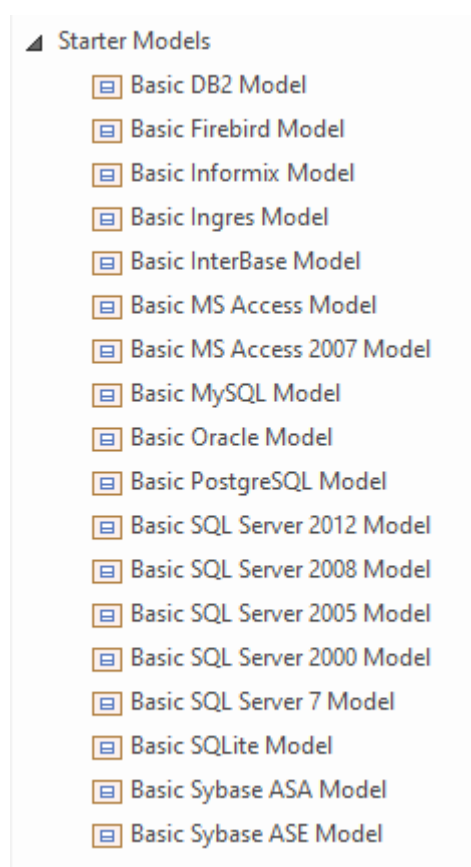 Starter Models
Basic DB2 Model
Basic Firebird Model
Basic Informix Model
Basic Ingres Model
Basic InterBase Model
Basic MS Access Model
Basic MS Access 2007 Model
Basic MySQL Model
Basic Oracle Model
Basic PostgreSQL Model
Basic SQL Server 2012 Model
Basic SQL Server 2008 Model
Basic SQL Server 2005 Model
Basic SQL Server 2000 Model
Basic SQL Server 7 Model
Basic SQLite Model
Basic Sybase ASA Model
Basic Sybase ASE Model